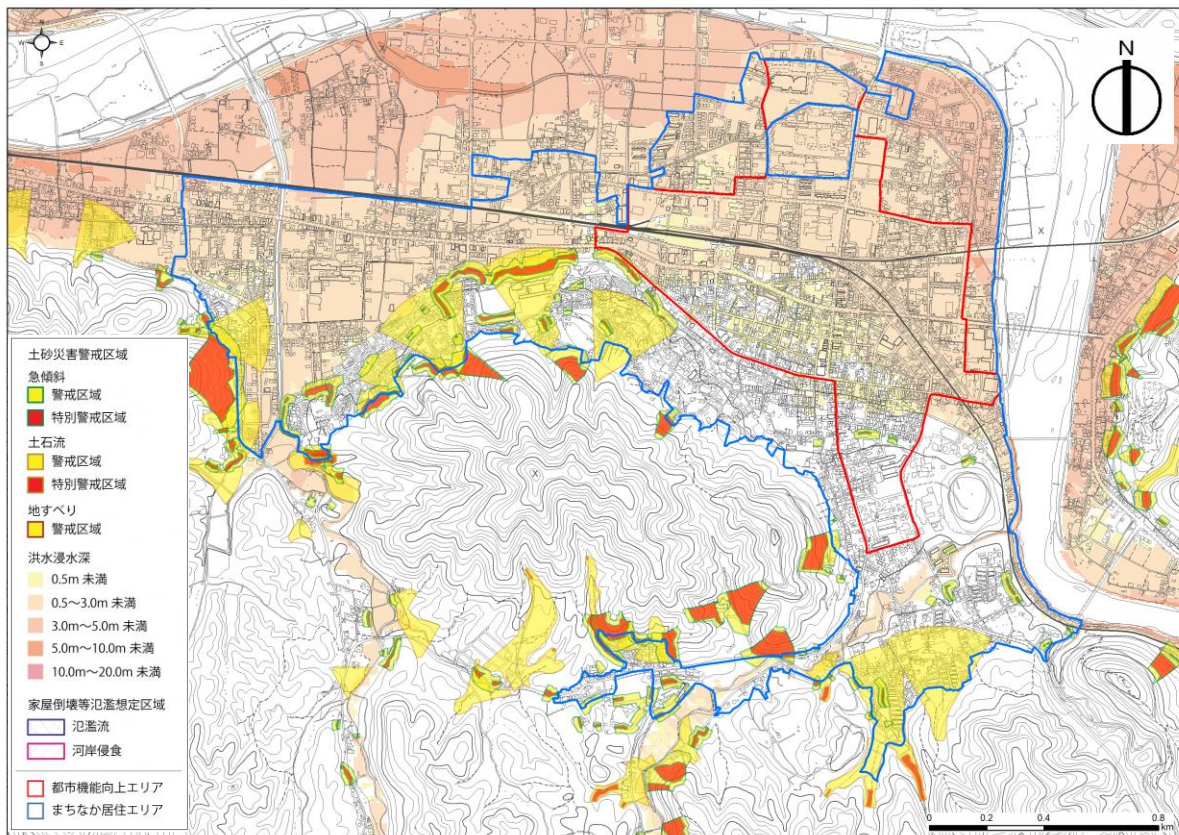 N
W
E
S
N
土砂災害警戒区域
急傾斜
警戒区域
特別警戒区域
土石流
警戒区域
特別警戒区域
地すべり
警戒区域
洪水浸水深
0.5m 未満
0.5~3.0m 未満
3.0m~5.0m 未満
5.0m~10.0m 未満
10.0m~20.0m 未満
家屋倒壊等氾濫想定区域
氾濫流
河岸侵食
都市機能向上エリア
まちなか居住エリア
0 0.2 0.4 0.8
km